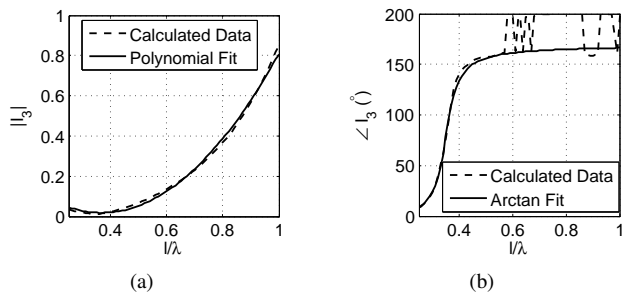 1
0.8
0.6
0.4
0.2
0
|I₃|
Calculated Data
Polynomial Fit
0.4 0.6 0.8 1
l/λ
(a)
200
150
100
50
0
∠ I₃ (°)
Calculated Data
Arctan Fit
0.4 0.6 0.8 1
l/λ
(b)